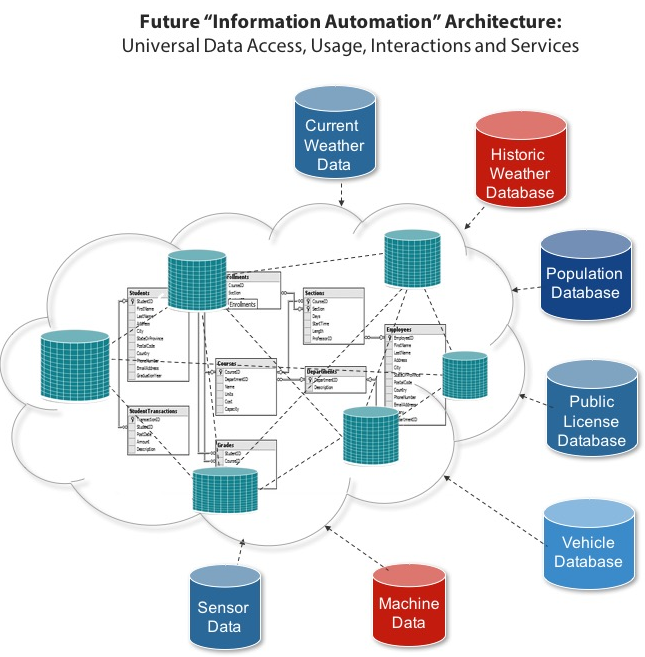 Future “Information Automation” Architecture:
Universal Data Access, Usage, Interactions and Services
Current
Weather
Data
Historic
Weather
Database
Population
Database
Public
License
Database
Vehicle
Database
Machine
Data
Sensor
Data
Students
StudentID
FirstName
LastName
Address
City
StateOrProvince
PostalCode
Country
PhoneNumber
EmailAddress
GraduationYear
CourseID
Section
Enrollments
Sections
CourseID
Section
Days
StartTime
Length
ProfessorID
Employees
EmployeeID
FirstName
LastName
Address
City
StateOrProvince
PostalCode
Country
PhoneNumber
EmailAddress
Courses
CourseID
DepartmentID
Name
Units
Cost
Capacity
Departments
DepartmentID
Description
StudentTransactions
TransactionID
StudentID
PostDate
Amount
Description
Grades
StudentID
CourseID